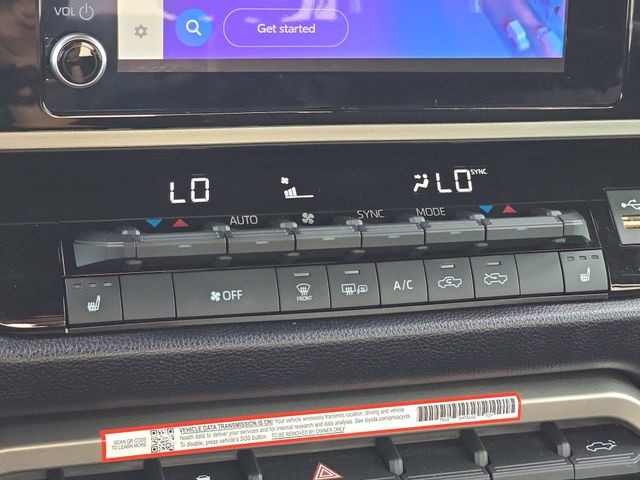 VOL
Get started
LO
LO SYNC
AUTO
SYNC
MODE
OFF
FRONT
A/C
SCAN QR CODE
TO LEARN MORE
VEHICLE DATA TRANSMISSION IS ON! Your vehicle wirelessly transmits location, driving and vehicle
health data to deliver your services and for internal research and data analysis. See toyota.com/privacyvts.
To disable, press vehicle's SOS button. TO BE REMOVED BY OWNER ONLY